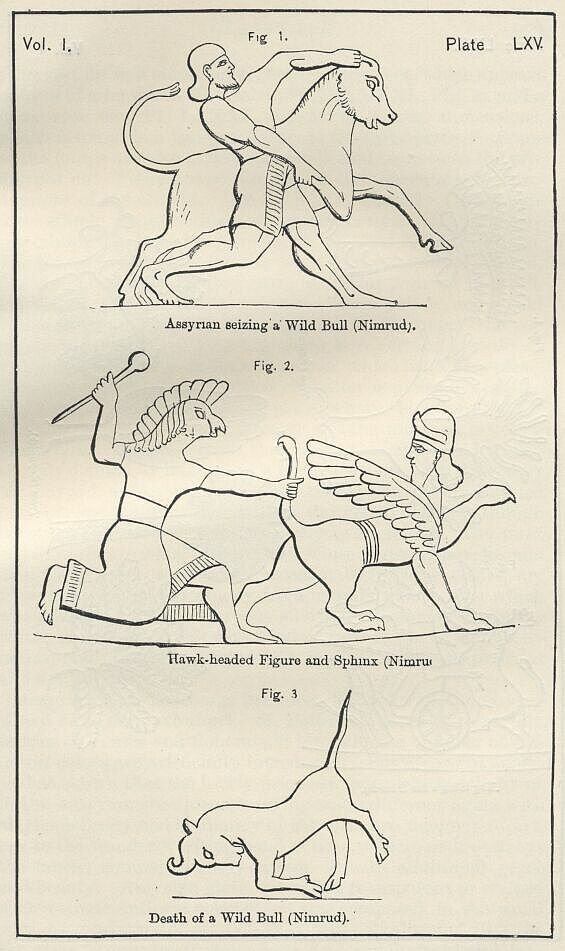 Vol. I.
Fig 1.
Plate LXV.
Assyrian seizing a Wild Bull (Nimrud).
Fig. 2.
Hawk-headed Figure and Sphinx (Nimru
Fig. 3
Death of a Wild Bull (Nimrud).